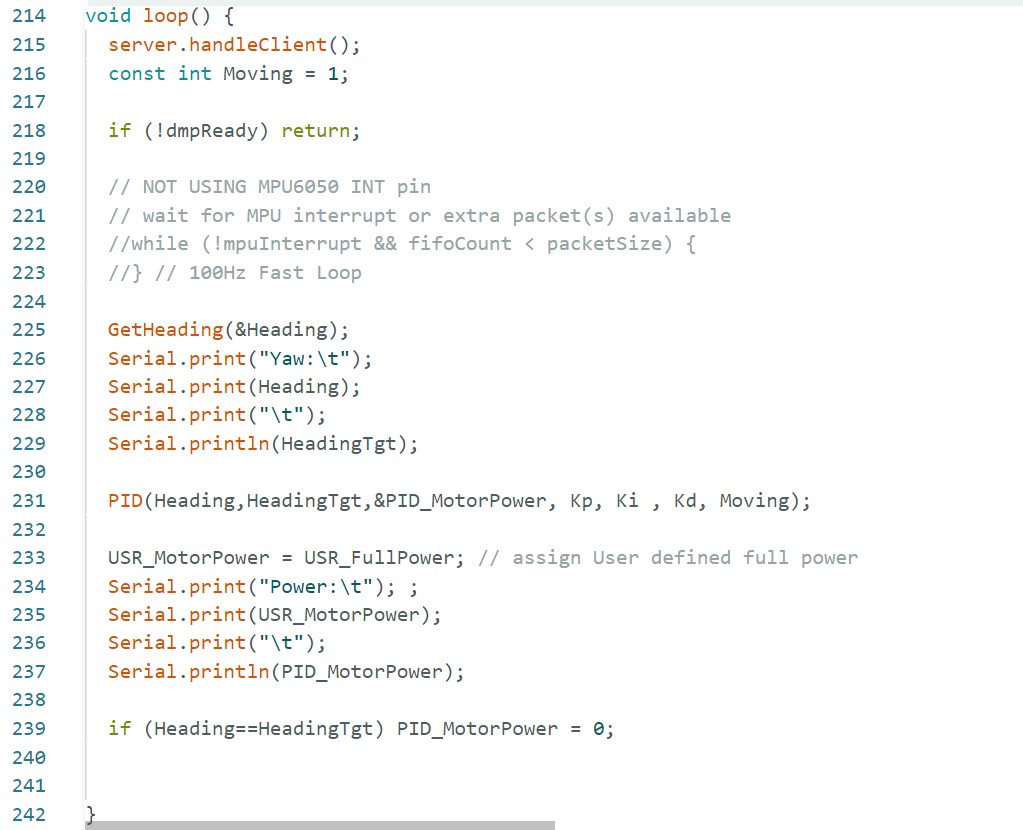 214 void loop() {
215 server.handleClient();
216 const int Moving = 1;
217
218 if (!dmpReady) return;
219
220 // NOT USING MPU6050 INT pin
221 // wait for MPU interrupt or extra packet(s) available
222 //while (!mpuInterrupt && fifoCount < packetSize) {
223 //} // 100Hz Fast Loop
224
225 GetHeading(&Heading);
226 Serial.print("Yaw:\t");
227 Serial.print(Heading);
228 Serial.print("\t");
229 Serial.println(HeadingTgt);
230
231 PID(Heading,HeadingTgt,&PID_MotorPower, Kp, Ki , Kd, Moving);
232
233 USR_MotorPower = USR_FullPower; // assign User defined full power
234 Serial.print("Power:\t"); ;
235 Serial.print(USR_MotorPower);
236 Serial.print("\t");
237 Serial.println(PID_MotorPower);
238
239 if (Heading==HeadingTgt) PID_MotorPower = 0;
240
241
242 }